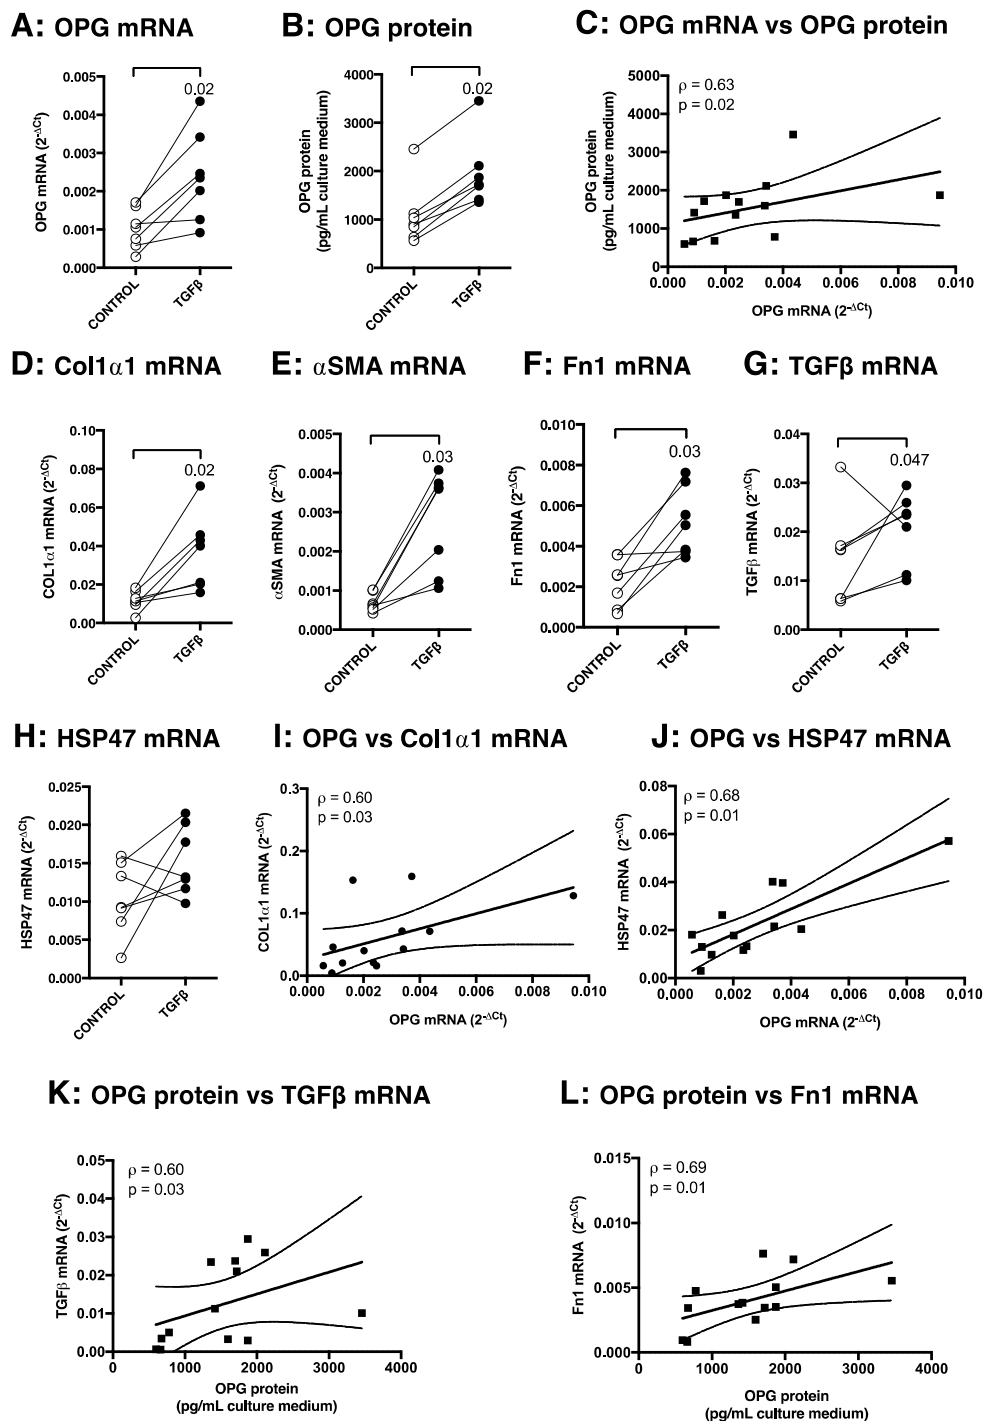 A: OPG mRNA
0.02
0.005
0.004
0.003
0.002
0.001
0.000
OPG mRNA (2-ΔCt)
CONTROL
TGFβ
B: OPG protein
0.02
4000
3000
2000
1000
0
OPG protein
(pg/mL culture medium)
CONTROL
TGFβ
C: OPG mRNA vs OPG protein
ρ = 0.63
p = 0.02
5000
4000
3000
2000
1000
0
OPG protein
(pg/mL culture medium)
0.000 0.002 0.004 0.006 0.008 0.010
OPG mRNA (2-ΔCt)
D: Col1α1 mRNA
0.02
0.10
0.08
0.06
0.04
0.02
0.00
COL1α1 mRNA (2-ΔCt)
CONTROL
TGFβ
E: αSMA mRNA
0.03
0.005
0.004
0.003
0.002
0.001
0.000
αSMA mRNA (2-ΔCt)
CONTROL
TGFβ
F: Fn1 mRNA
0.03
0.010
0.008
0.006
0.004
0.002
0.000
Fn1 mRNA (2-ΔCt)
CONTROL
TGFβ
G: TGFβ mRNA
0.047
0.04
0.03
0.02
0.01
0.00
TGFβ mRNA (2-ΔCt)
CONTROL
TGFβ
H: HSP47 mRNA
0.025
0.020
0.015
0.010
0.005
0.000
HSP47 mRNA (2-ΔCt)
CONTROL
TGFβ
I: OPG vs Col1α1 mRNA
ρ = 0.60
p = 0.03
0.3
0.2
0.1
0.0
COL1α1 mRNA (2-ΔCt)
0.000 0.002 0.004 0.006 0.008 0.010
OPG mRNA (2-ΔCt)
J: OPG vs HSP47 mRNA
ρ = 0.68
p = 0.01
0.08
0.06
0.04
0.02
0.00
HSP47 mRNA (2-ΔCt)
0.000 0.002 0.004 0.006 0.008 0.010
OPG mRNA (2-ΔCt)
K: OPG protein vs TGFβ mRNA
ρ = 0.60
p = 0.03
0.05
0.04
0.03
0.02
0.01
0.00
TGFβ mRNA (2-ΔCt)
0 1000 2000 3000 4000
OPG protein
(pg/mL culture medium)
L: OPG protein vs Fn1 mRNA
ρ = 0.69
p = 0.01
0.015
0.010
0.005
0.000
Fn1 mRNA (2-ΔCt)
0 1000 2000 3000 4000
OPG protein
(pg/mL culture medium)